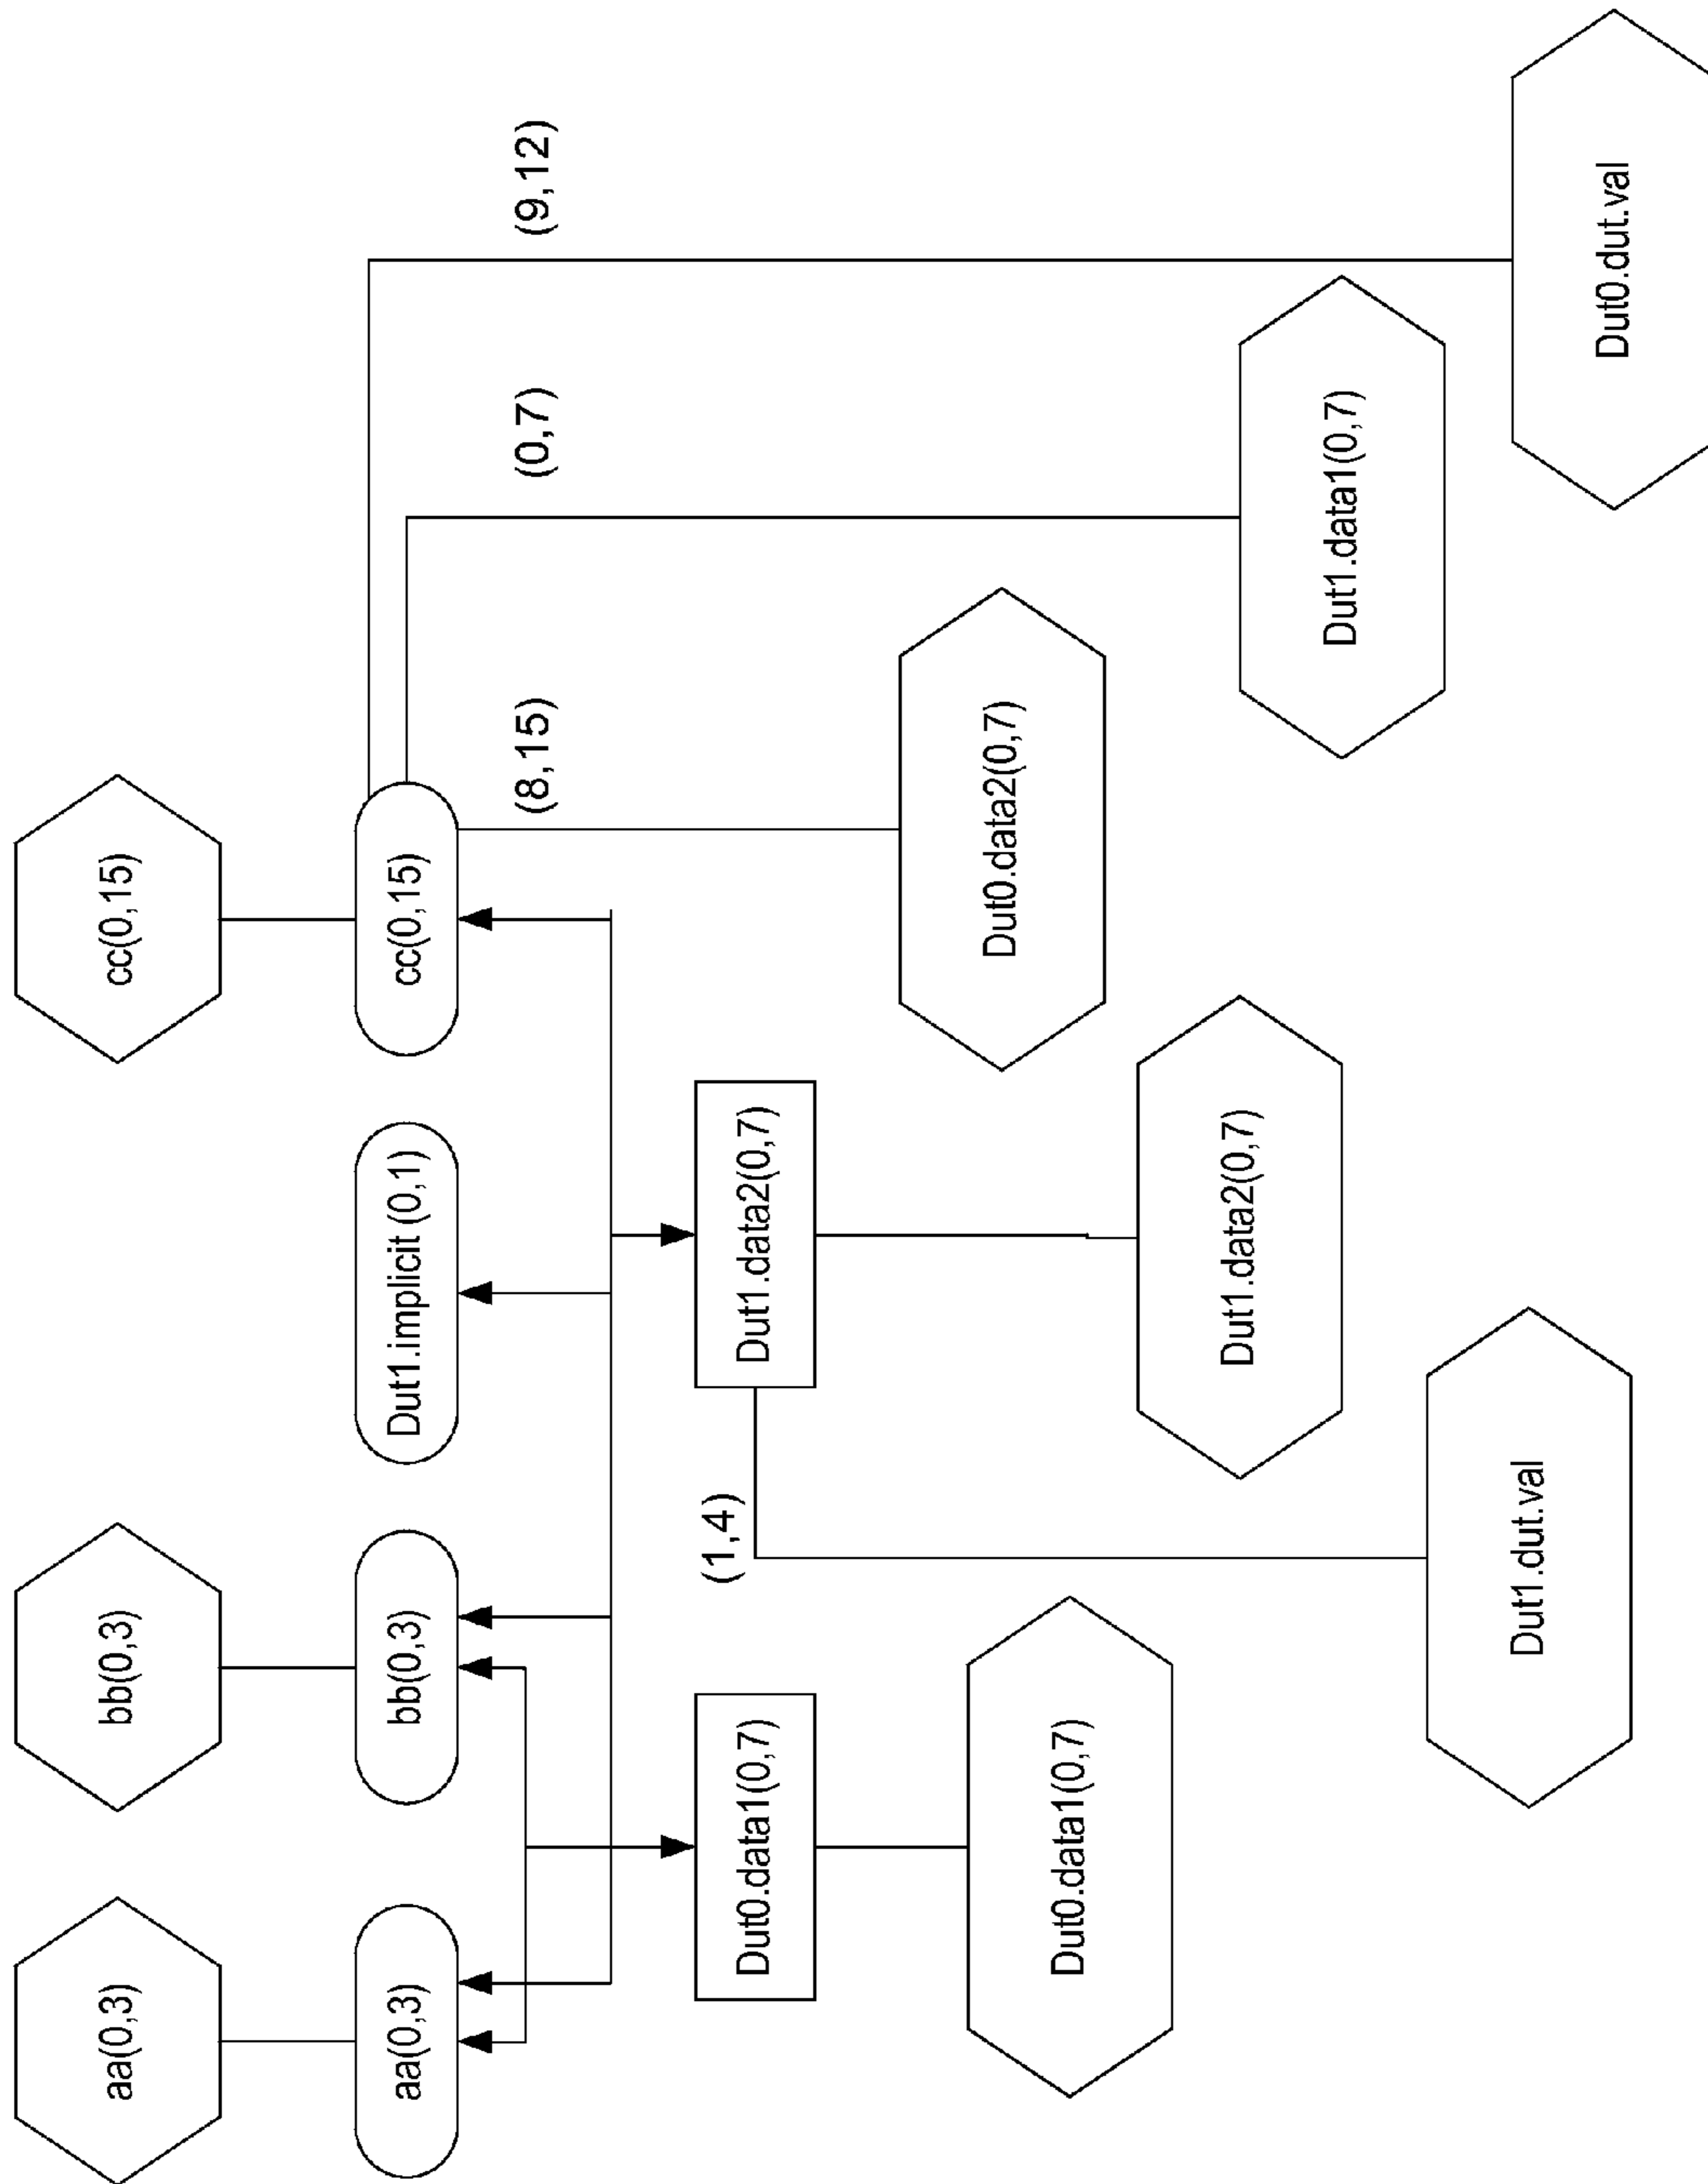 aa(0,3)
bb(0,3)
cc(0,15)
aa(0,3)
bb(0,3)
Dut1.implicit (0,1)
cc(0,15)
(8,15)
(0,7)
(9,12)
Dut0.data1(0,7)
(1,4)
Dut1.data2(0,7)
Dut0.data2(0,7)
Dut0.data1(0,7)
Dut1.data2(0,7)
Dut1.data1(0,7)
Dut1.dut.val
Dut0.dut.val